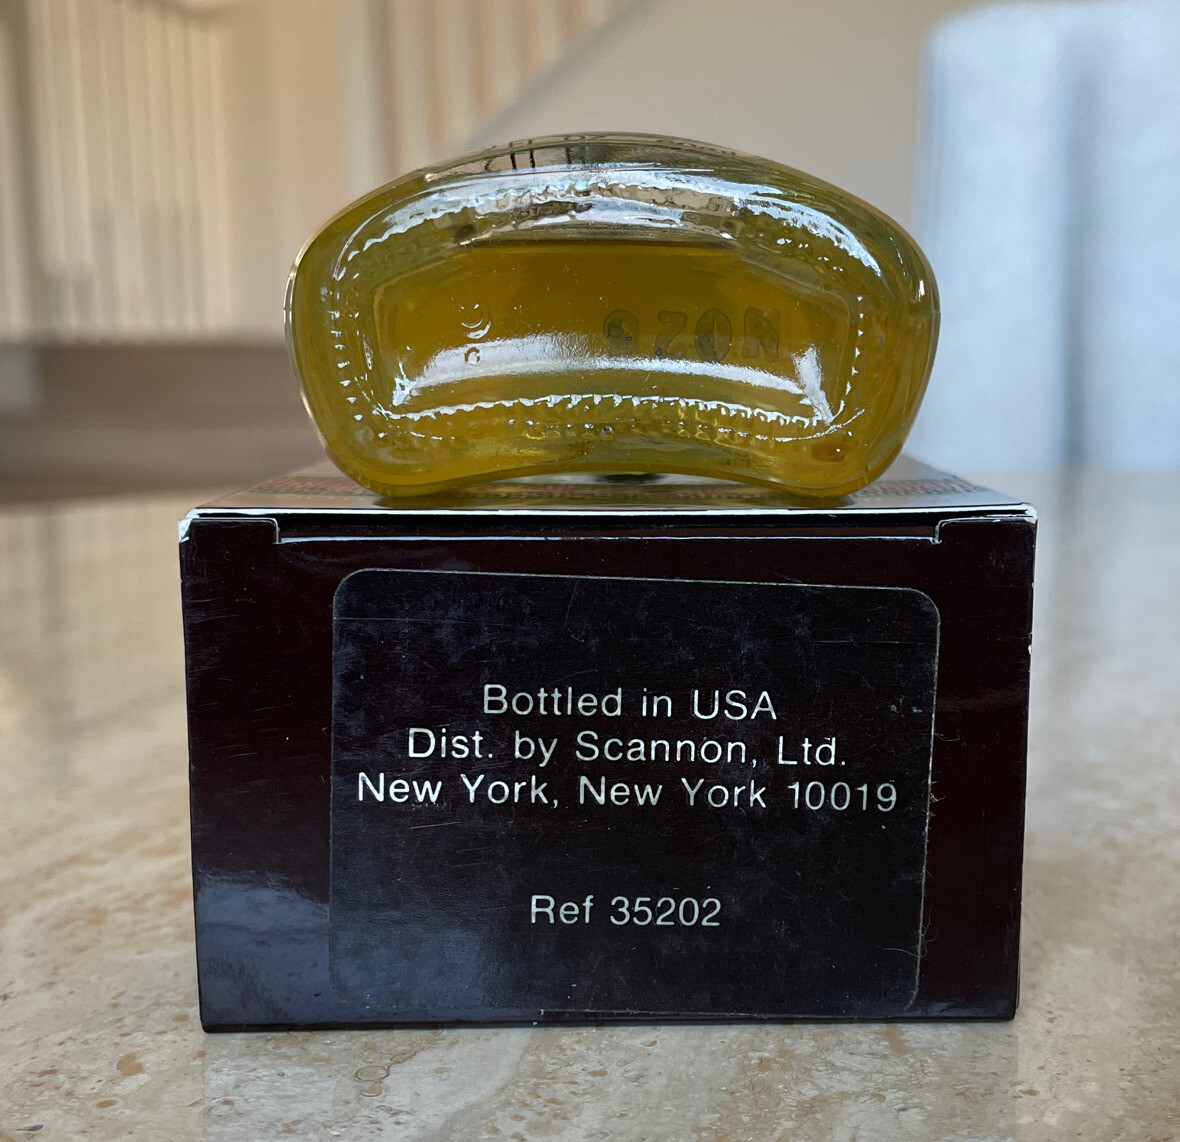 Bottled in USA
Dist. by Scannon, Ltd.
New York, New York 10019
Ref 35202